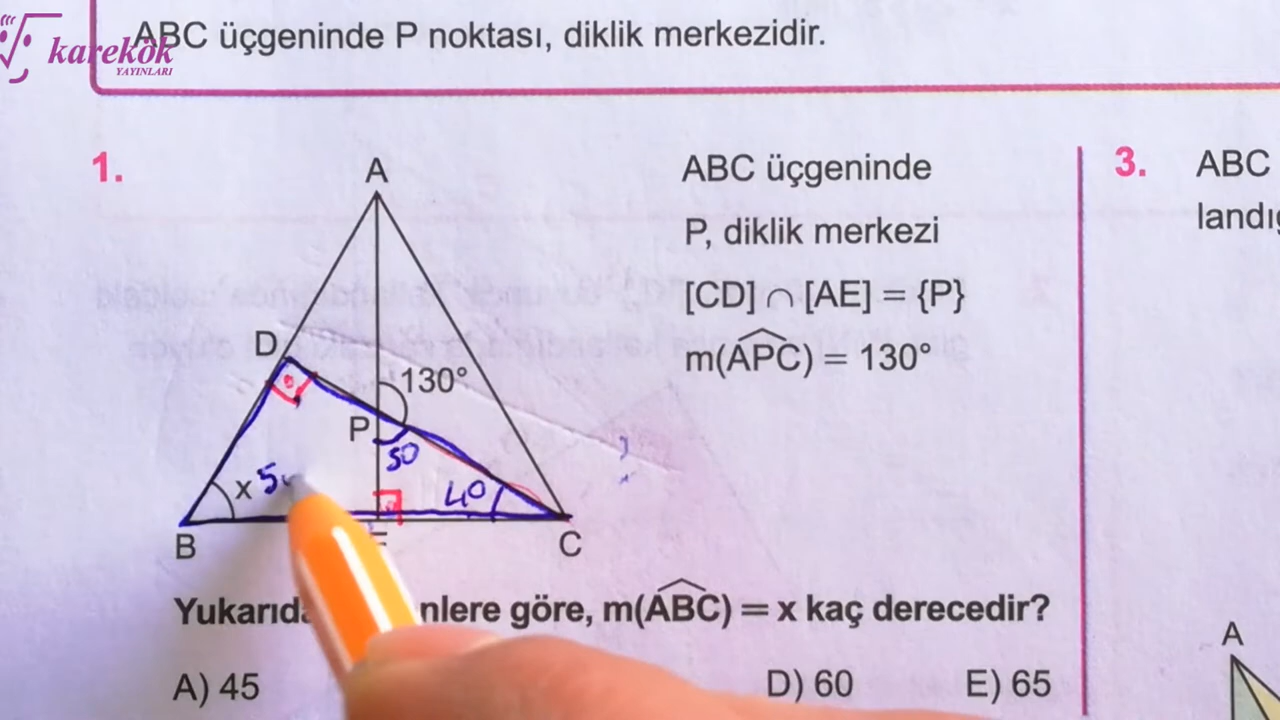 ABC üçgeninde P noktası, diklik merkezidir.
karekök
YAYINLARI
1.
ABC üçgeninde
P, diklik merkezi
[CD] ∩ [AE] = {P}
m(APC) = 130°
A
D
130°
P
50
x
40
B
C
nlere göre, m(ABC) = x kaç derecedir?
A) 45
D) 60
E) 65
3.
ABC
A